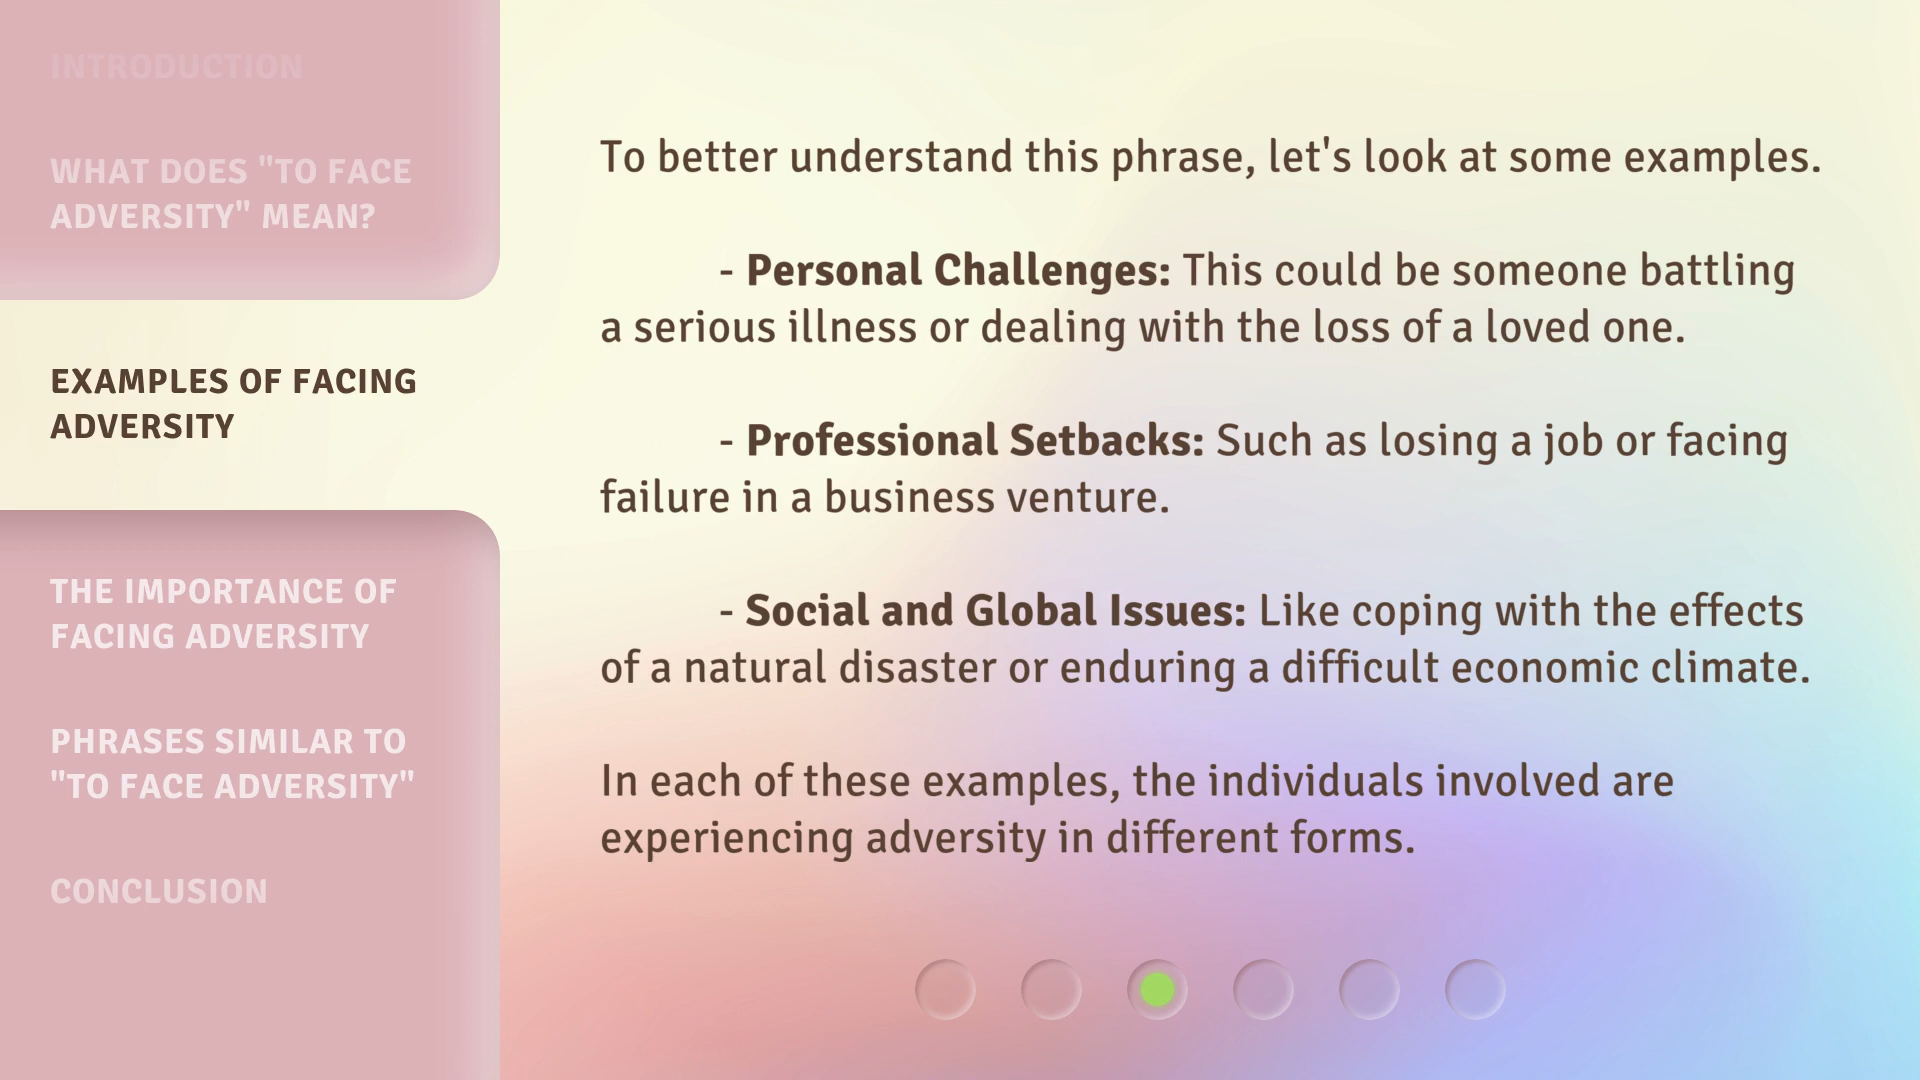 INTRODUCTION
WHAT DOES "TO FACE
ADVERSITY" MEAN?
EXAMPLES OF FACING
ADVERSITY
THE IMPORTANCE OF
FACING ADVERSITY
PHRASES SIMILAR TO
"TO FACE ADVERSITY"
CONCLUSION
To better understand this phrase, let's look at some examples.
- Personal Challenges: This could be someone battling
a serious illness or dealing with the loss of a loved one.
- Professional Setbacks: Such as losing a job or facing
failure in a business venture.
- Social and Global Issues: Like coping with the effects
of a natural disaster or enduring a difficult economic climate.
In each of these examples, the individuals involved are
experiencing adversity in different forms.